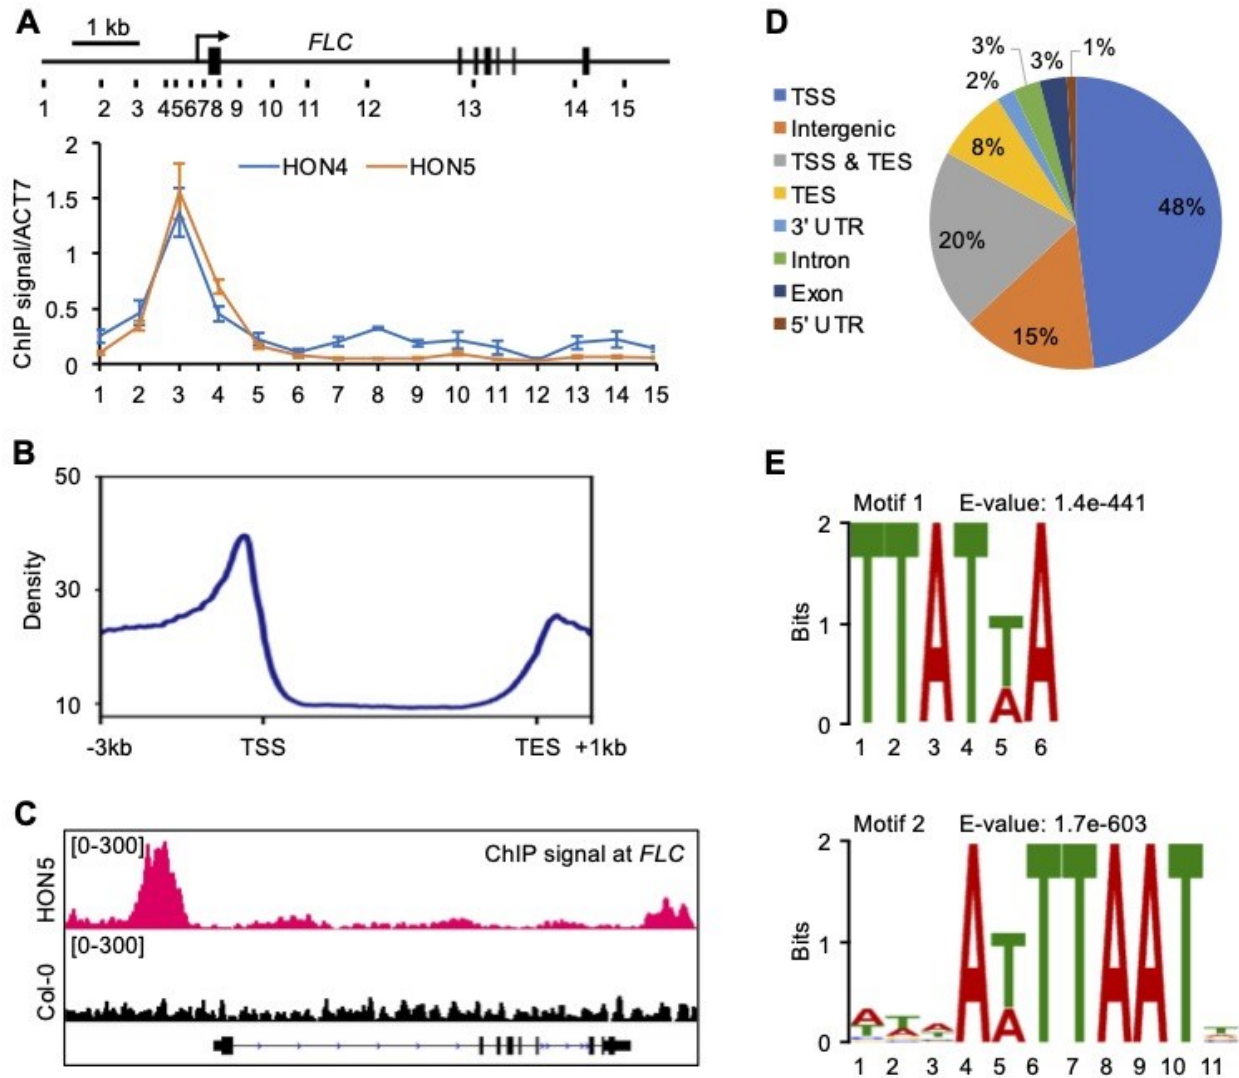 A
1 kb
FLC
1 2 3 45678 9 10 11 12 13 14 15
HON4 HON5
ChIP signal/ACT7
2
1.5
1
0.5
0
1 2 3 4 5 6 7 8 9 10 11 12 13 14 15
B
Density
50
30
10
-3kb TSS TES +1kb
C
HON5
[0-300]
ChIP signal at FLC
Col-0
[0-300]
D
TSS
Intergenic
TSS & TES
TES
3' UTR
Intron
Exon
5' UTR
3% 3% 1%
2%
8%
48%
20%
15%
E
Motif 1 E-value: 1.4e-441
Bits
2
1
0
TTATTA
A
1 2 3 4 5 6
Motif 2 E-value: 1.7e-603
Bits
2
1
0
ATAATTTAATT
TATA
1 2 3 4 5 6 7 8 9 10 11